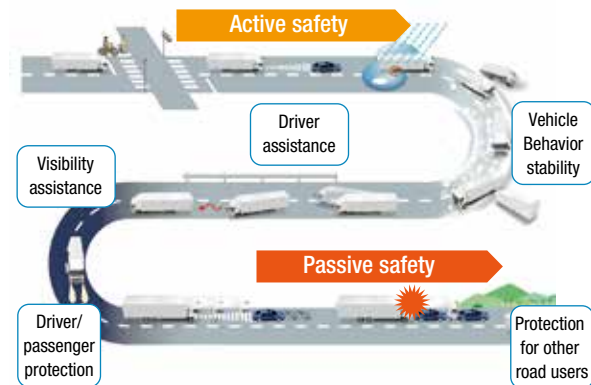 Active safety
Driver
assistance
Vehicle
Behavior
stability
Visibility
assistance
Passive safety
Driver/
passenger
protection
Protection
for other
road users